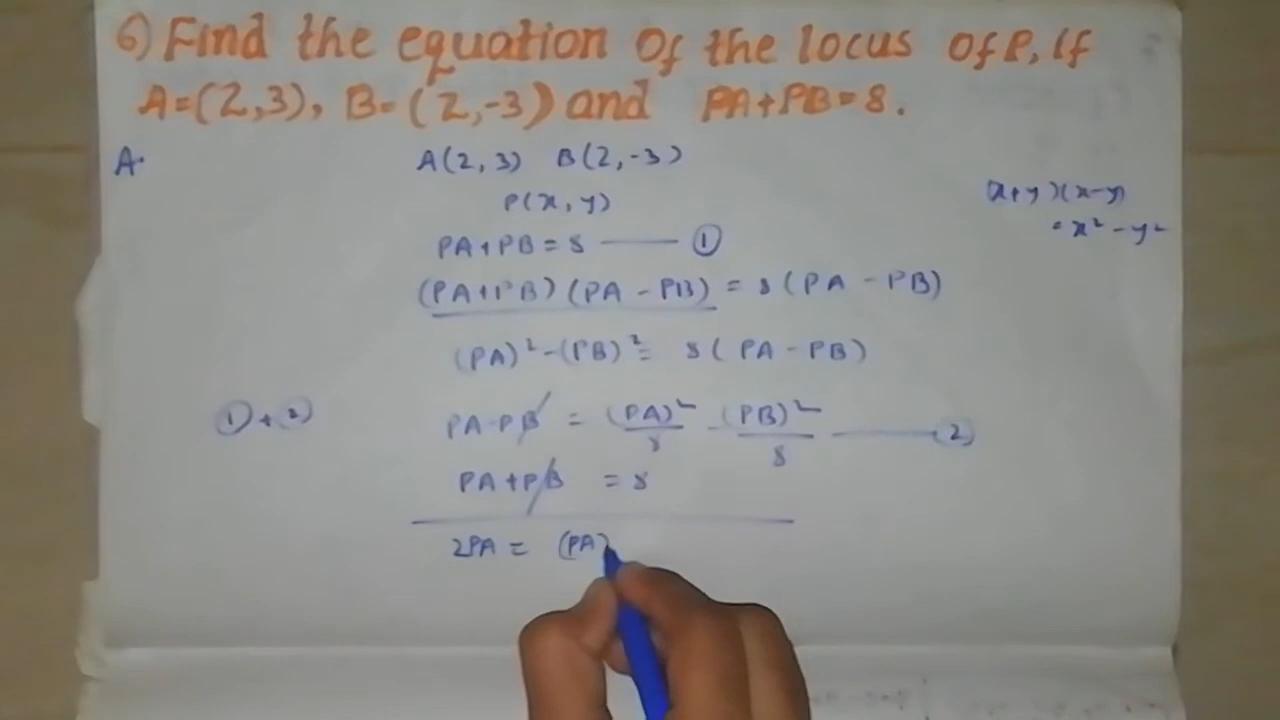 6) Find the equation Of the locus Of P, If
A=(2,3), B=(2,-3) and PA+PB=8.
A
A(2, 3) B(2,-3)
P(x, y)
(x+y)(x-y)
= x² - y²
PA+PB = 8 —— ①
(PA+PB)(PA - PB) = 8(PA - PB)
(PA)² - (PB)² = 8(PA - PB)
① + ② PA-PB = (PA)²/8 - (PB)²/8 —— ②
PA+PB = 8
2PA = (PA)